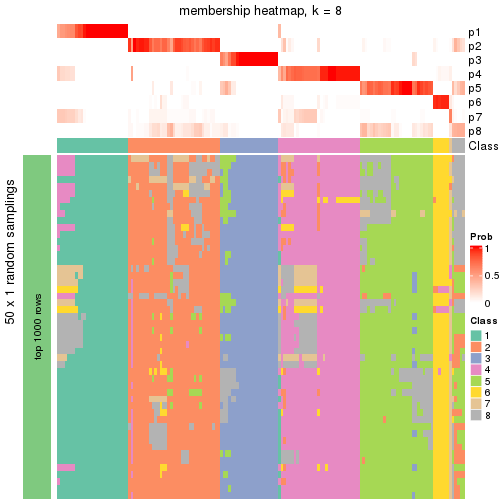 membership heatmap, k = 8
p1
p2
p3
p4
p5
p6
p7
p8
Class
50 x 1 random samplings
top 1000 rows
Prob
1
0.5
0
Class
1
2
3
4
5
6
7
8